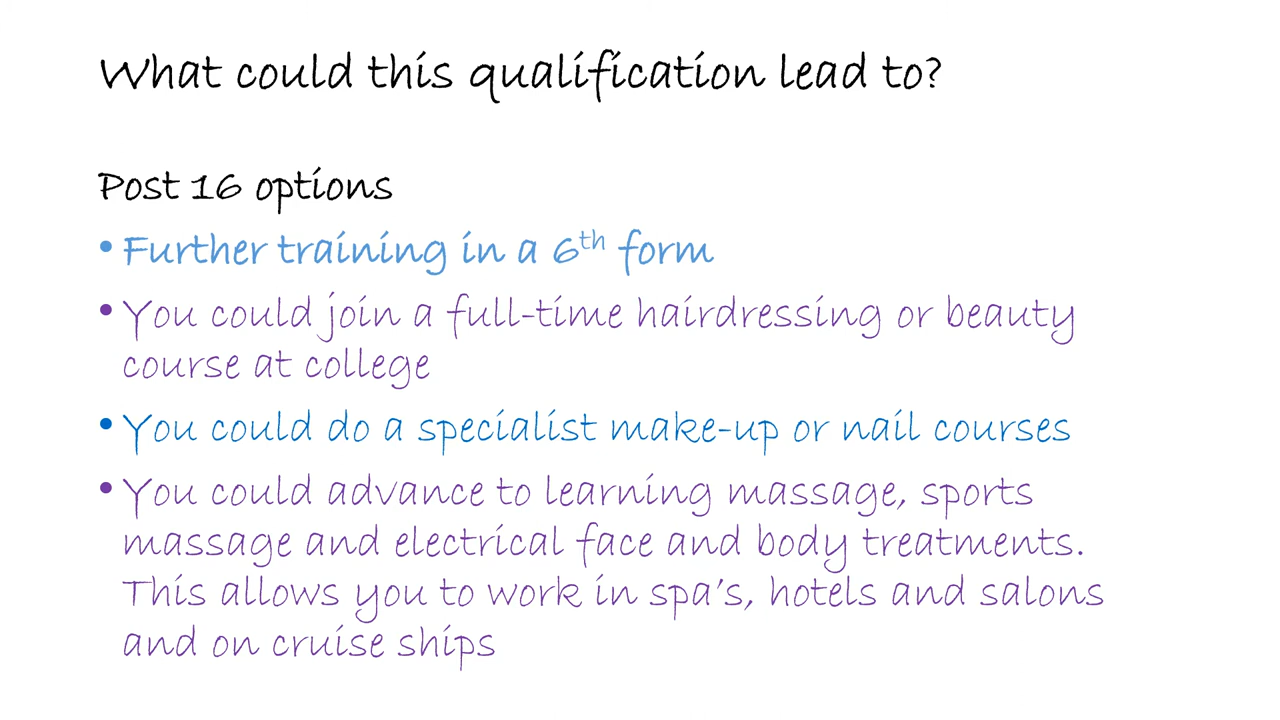 What could this qualification lead to?
Post 16 options
• Further training in a 6th form
• You could join a full-time hairdressing or beauty
course at college
• You could do a specialist make-up or nail courses
• You could advance to learning massage, sports
massage and electrical face and body treatments.
This allows you to work in spa's, hotels and salons
and on cruise ships